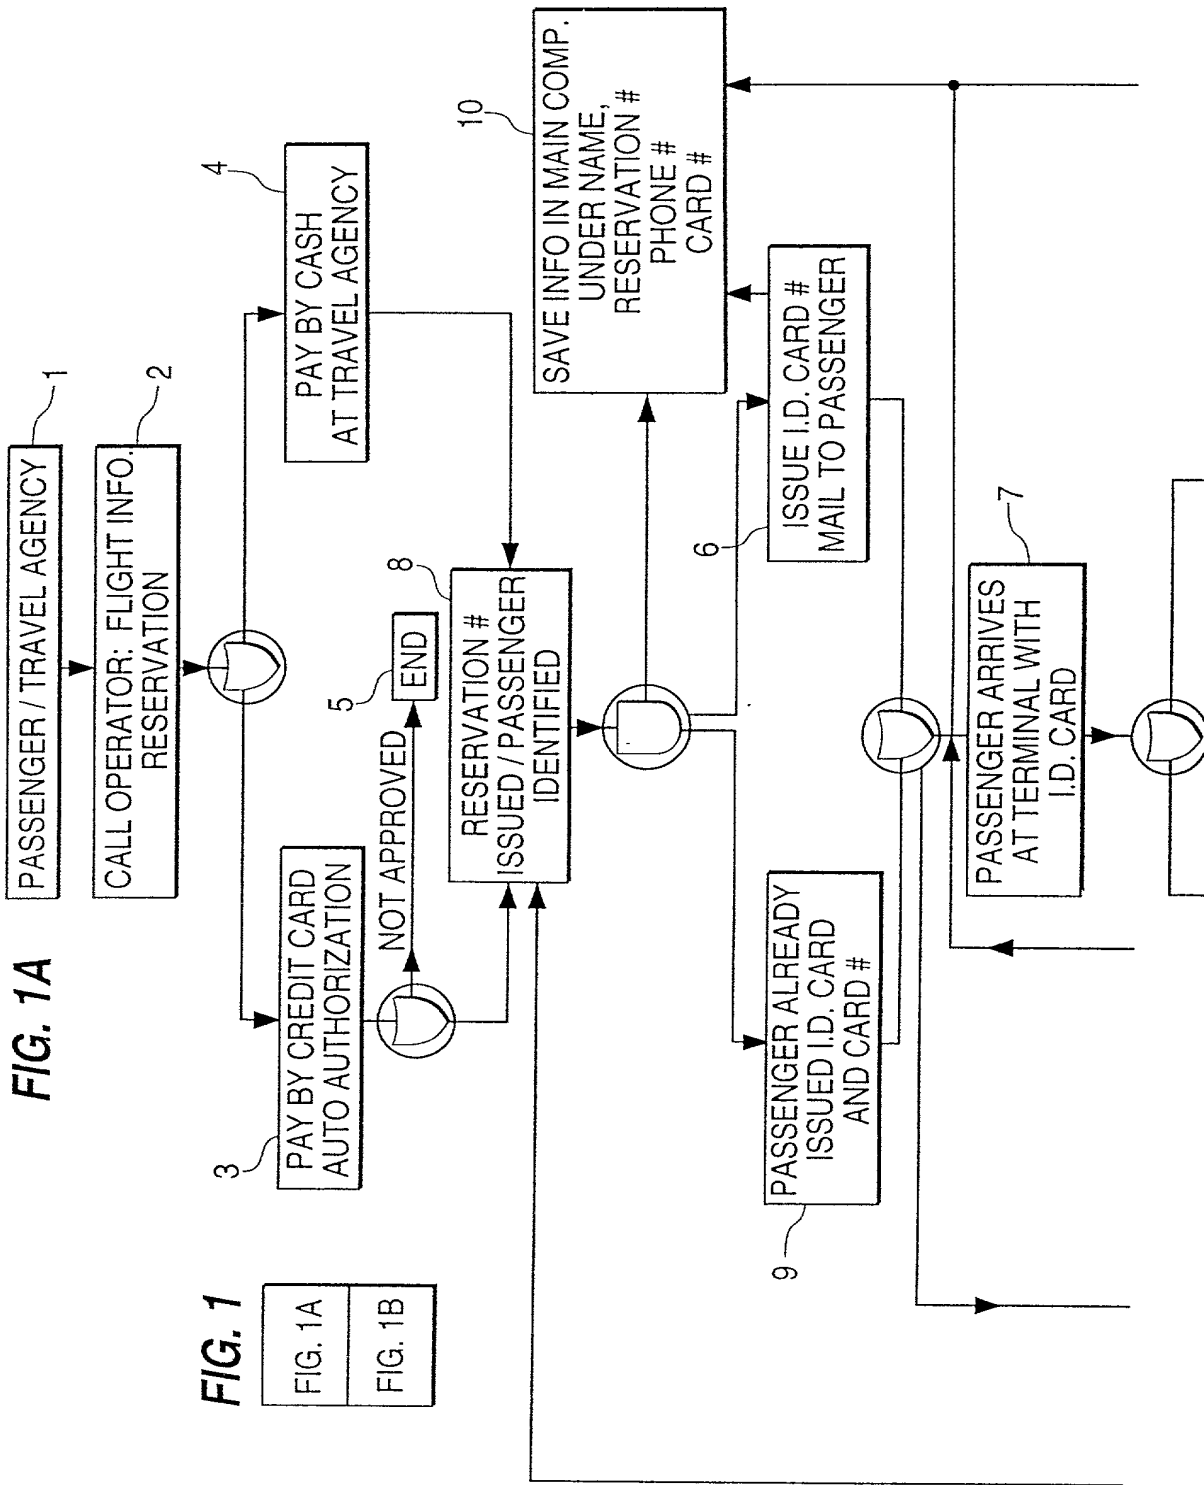 FIG. 1A
PASSENGER / TRAVEL AGENCY
1
CALL OPERATOR: FLIGHT INFO.
RESERVATION
2
3
PAY BY CREDIT CARD
AUTO AUTHORIZATION
4
PAY BY CASH
AT TRAVEL AGENCY
FIG. 1
FIG. 1A
FIG. 1B
NOT APPROVED
5
END
8
RESERVATION #
ISSUED / PASSENGER
IDENTIFIED
10
SAVE INFO IN MAIN COMP.
UNDER NAME,
RESERVATION #
PHONE #
CARD #
9
PASSENGER ALREADY
ISSUED I.D. CARD
AND CARD #
6
ISSUE I.D. CARD #
MAIL TO PASSENGER
7
PASSENGER ARRIVES
AT TERMINAL WITH
I.D. CARD